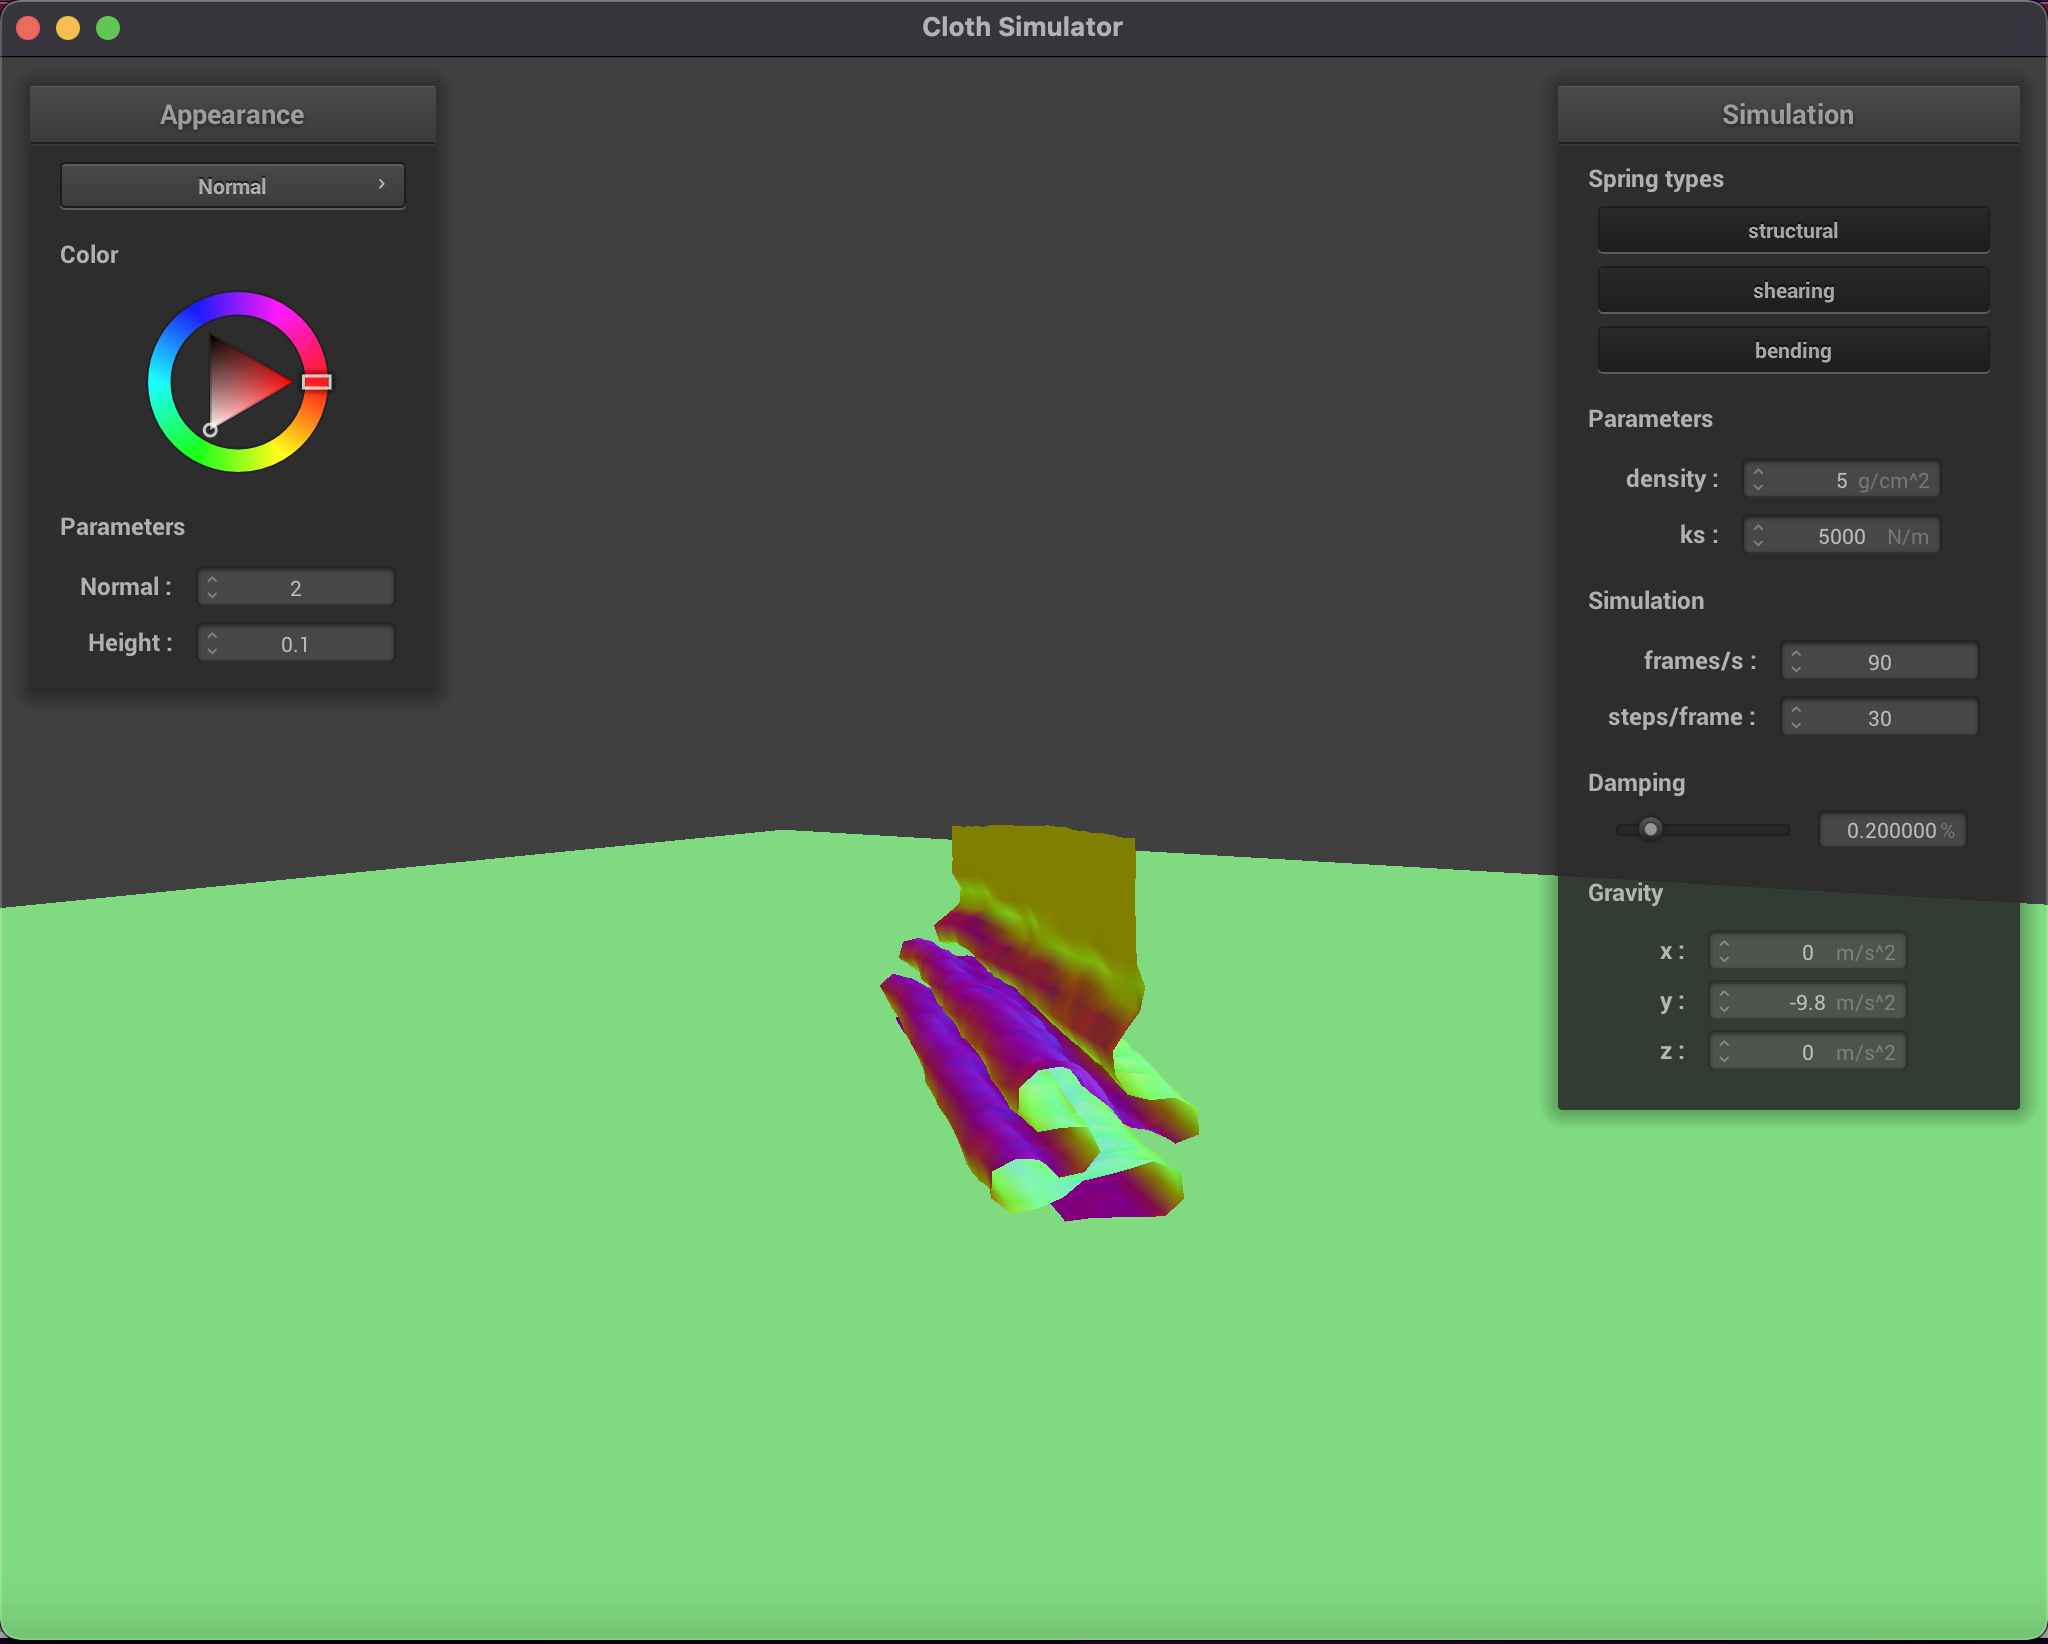 Cloth Simulator
Appearance
Normal
Color
Parameters
Normal : 2
Height : 0.1
Simulation
Spring types
structural
shearing
bending
Parameters
density : 5 g/cm^2
ks : 5000 N/m
Simulation
frames/s : 90
steps/frame : 30
Damping
0.200000 %
Gravity
x : 0 m/s^2
y : -9.8 m/s^2
z : 0 m/s^2